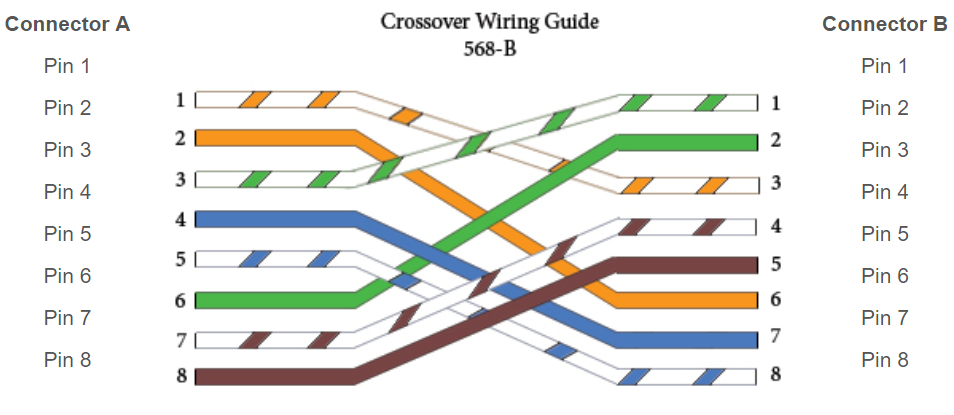 Connector A
Crossover Wiring Guide
568-B
Connector B
Pin 1
Pin 2
Pin 3
Pin 4
Pin 5
Pin 6
Pin 7
Pin 8
1
2
3
4
5
6
7
8
1
2
3
4
5
6
7
8
Pin 1
Pin 2
Pin 3
Pin 4
Pin 5
Pin 6
Pin 7
Pin 8